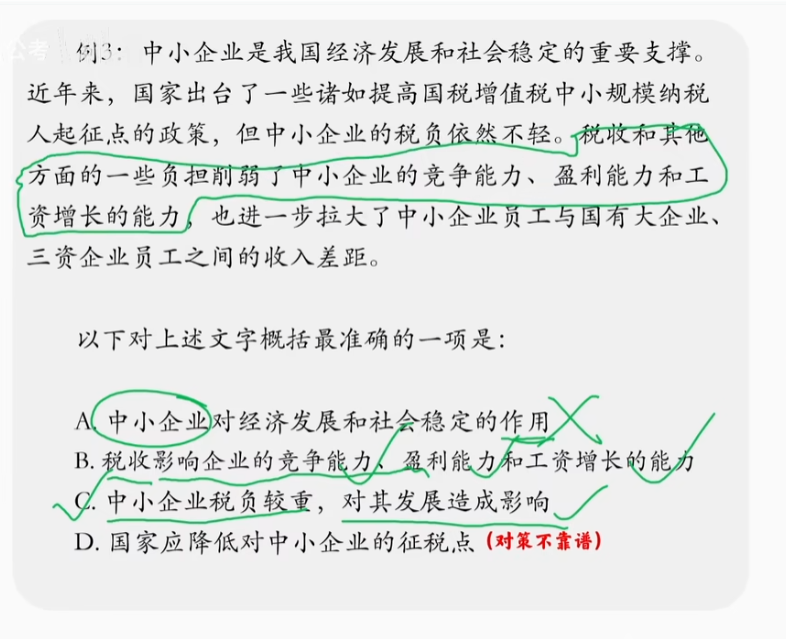 公考
例3：中小企业是我国经济发展和社会稳定的重要支撑。
近年来，国家出台了一些诸如提高国税增值税中小规模纳税
人起征点的政策，但中小企业的税负依然不轻。税收和其他
方面的一些负担削弱了中小企业的竞争能力、盈利能力和工
资增长的能力，也进一步拉大了中小企业员工与国有大企业、
三资企业员工之间的收入差距。
以下对上述文字概括最准确的一项是：
A. 中小企业对经济发展和社会稳定的作用
B. 税收影响企业的竞争能力、盈利能力和工资增长的能力
C. 中小企业税负较重，对其发展造成影响
D. 国家应降低对中小企业的征税点（对策不靠谱）